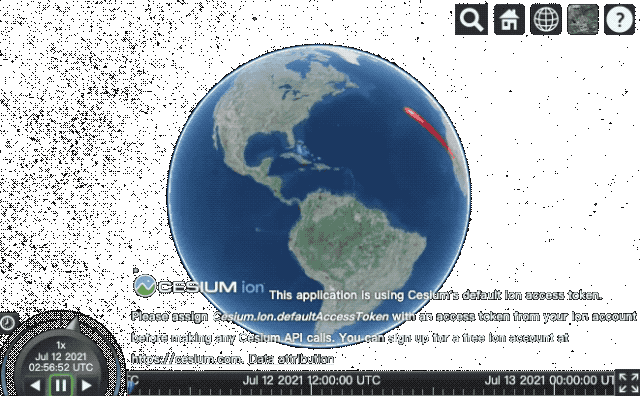 CESIUM ion This application is using Cesium's default ion access token.
Please assign Cesium.Ion.defaultAccessToken with an access token from your ion account
before making any Cesium API calls. You can sign up for a free ion account at
https://cesium.com. Data attribution
1x
Jul 12 2021
02:56:52 UTC
UTC
Jul 12 2021 12:00:00 UTC
Jul 13 2021 00:00:00 UT